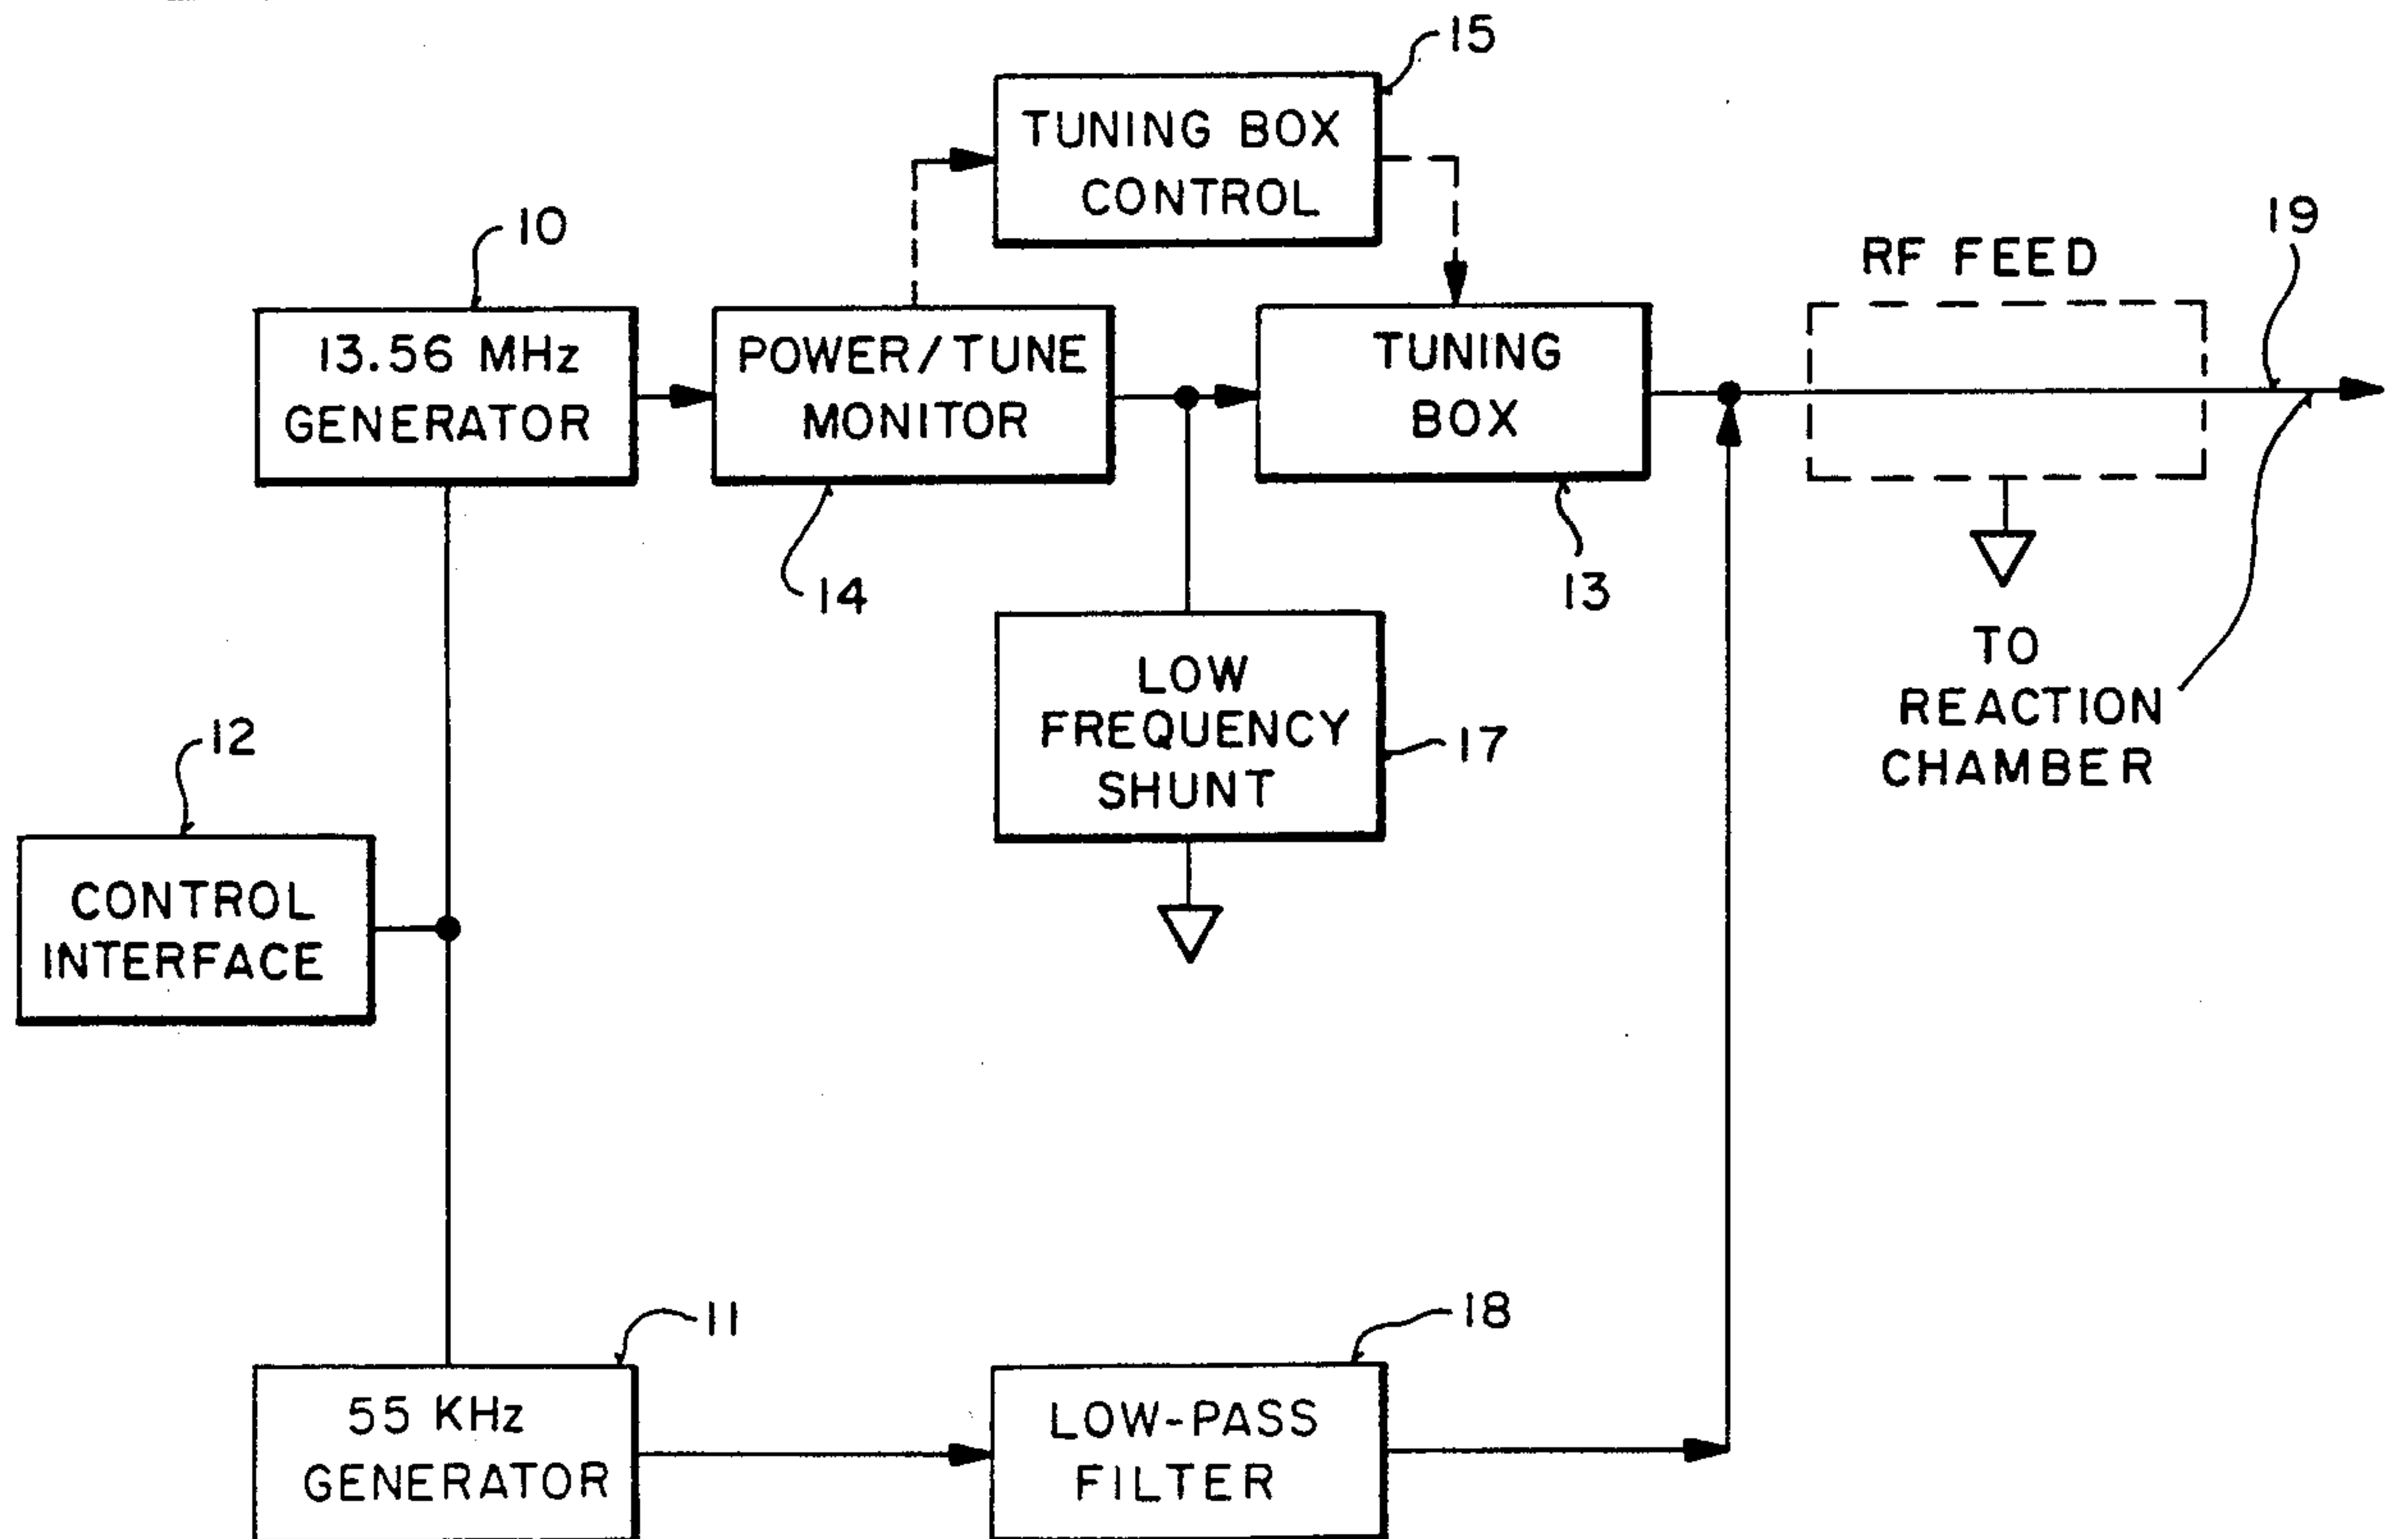 15
TUNING BOX
CONTROL
10
19
RF FEED
13.56 MHz
GENERATOR
POWER/TUNE
MONITOR
TUNING
BOX
14
13
LOW
FREQUENCY
SHUNT
17
TO
REACTION
CHAMBER
12
CONTROL
INTERFACE
11
18
55 KHz
GENERATOR
LOW-PASS
FILTER